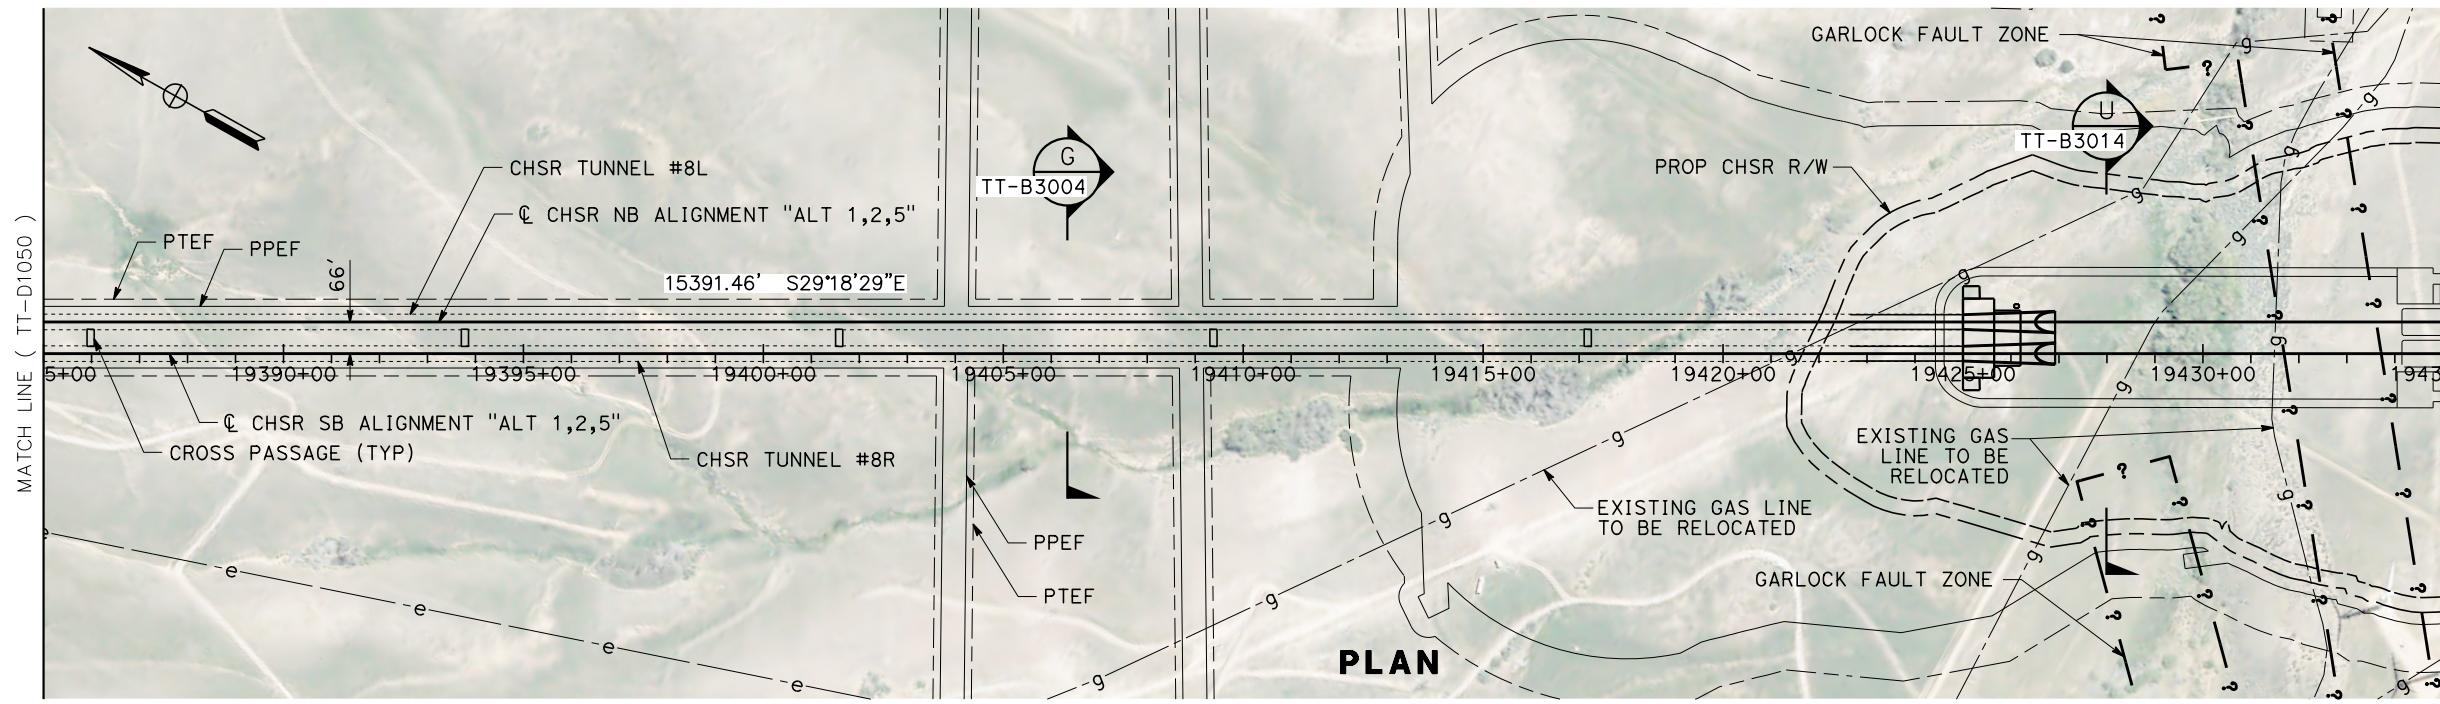 GARLOCK FAULT ZONE
g
?
U
TT-B3014
G
TT-B3004
CHSR TUNNEL #8L
PROP CHSR R/W
℄ CHSR NB ALIGNMENT "ALT 1,2,5"
PTEF
PPEF
66'
15391.46' S29°18'29"E
MATCH LINE ( TT-D1050 )
5+00
19390+00
19395+00
19400+00
19405+00
19410+00
19415+00
19420+00
19425+00
19430+00
1943
℄ CHSR SB ALIGNMENT "ALT 1,2,5"
CROSS PASSAGE (TYP)
CHSR TUNNEL #8R
EXISTING GAS
LINE TO BE
RELOCATED
EXISTING GAS LINE
TO BE RELOCATED
PPEF
PTEF
GARLOCK FAULT ZONE
e
e
e
e
g
g
g
g
?
PLAN